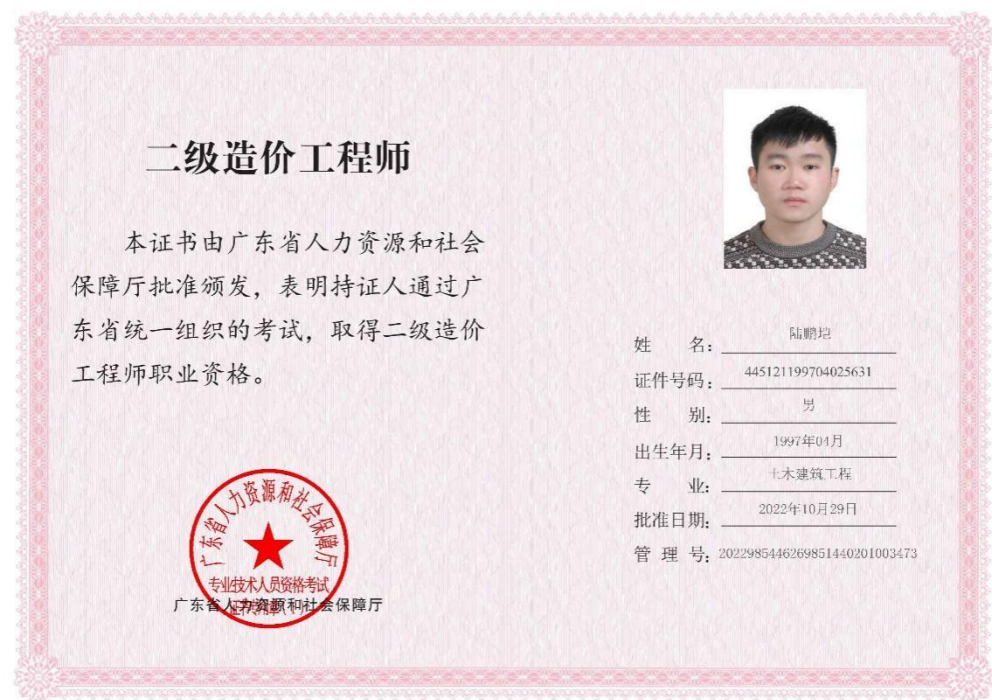 二级造价工程师
本证书由广东省人力资源和社会
保障厅批准颁发，表明持证人通过广
东省统一组织的考试，取得二级造价
工程师职业资格。
广东省人力资源和社会保障厅
专业技术人员资格考试
广东省人力资源和社会保障厅
姓 名：陆鹏垲
证件号码：445121199704025631
性 别：男
出生年月：1997年04月
专 业：土木建筑工程
批准日期：2022年10月29日
管 理 号：2022985446269851440201003473